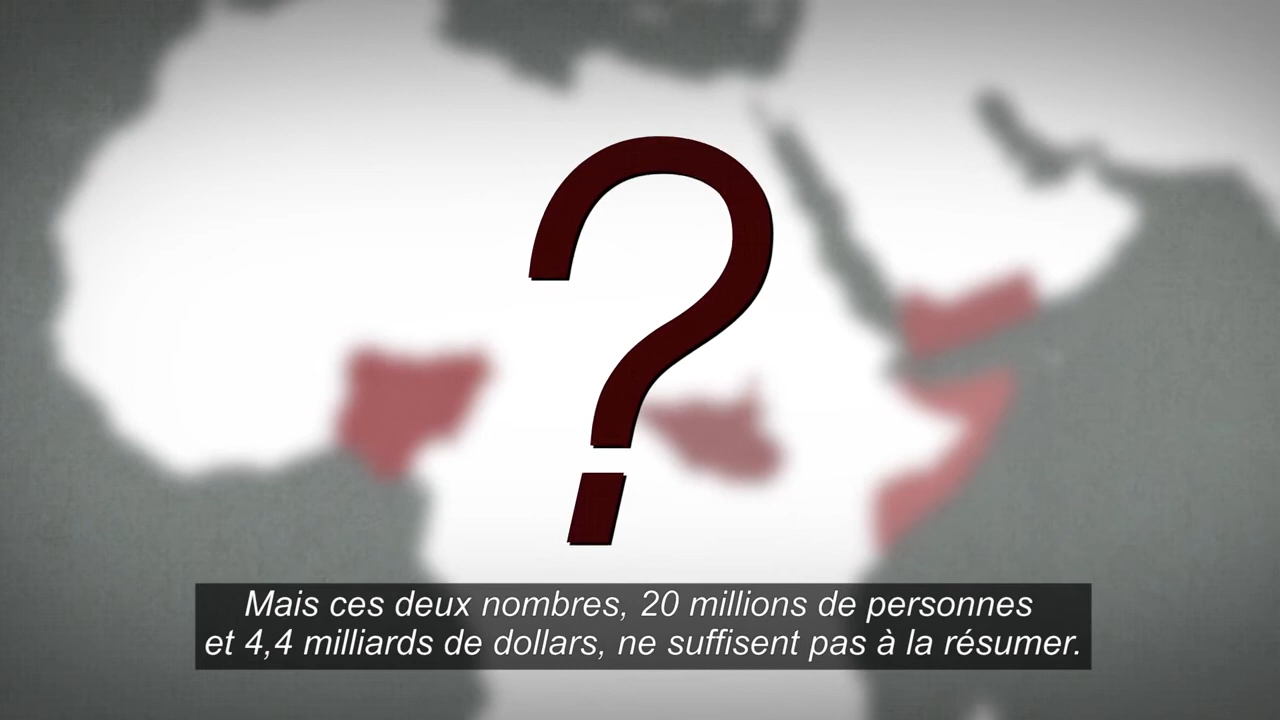 ?
Mais ces deux nombres, 20 millions de personnes
et 4,4 milliards de dollars, ne suffisent pas à la résumer.